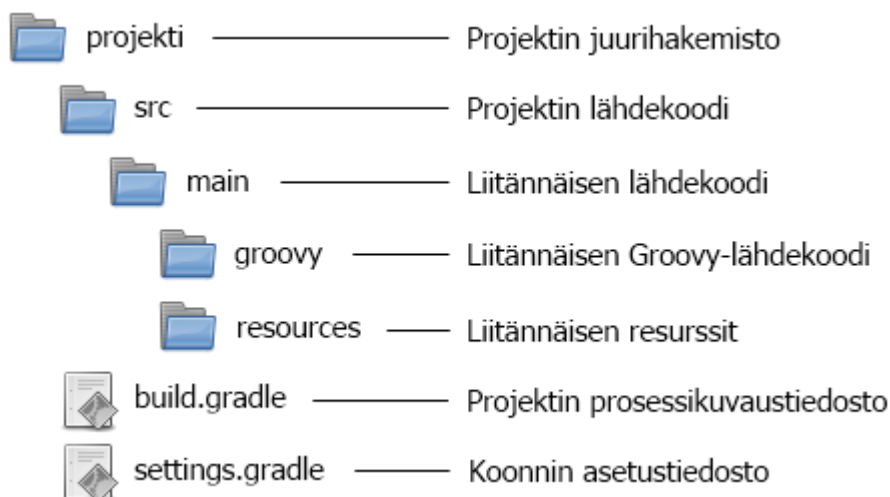 projekti Projektin juurihakemisto
src Projektin lähdekoodi
main Liitännäisen lähdekoodi
groovy Liitännäisen Groovy-lähdekoodi
resources Liitännäisen resurssit
build.gradle Projektin prosessikuvaustiedosto
settings.gradle Koonnin asetustiedosto